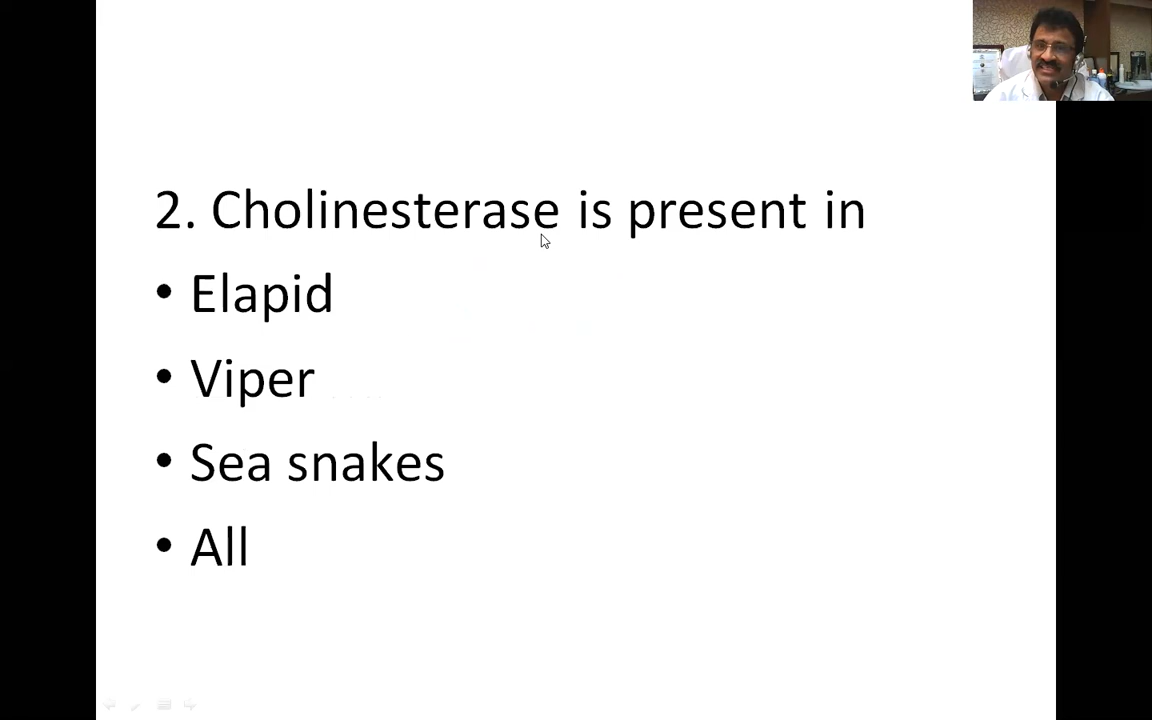 2. Cholinesterase is present in
• Elapid
• Viper
• Sea snakes
• All